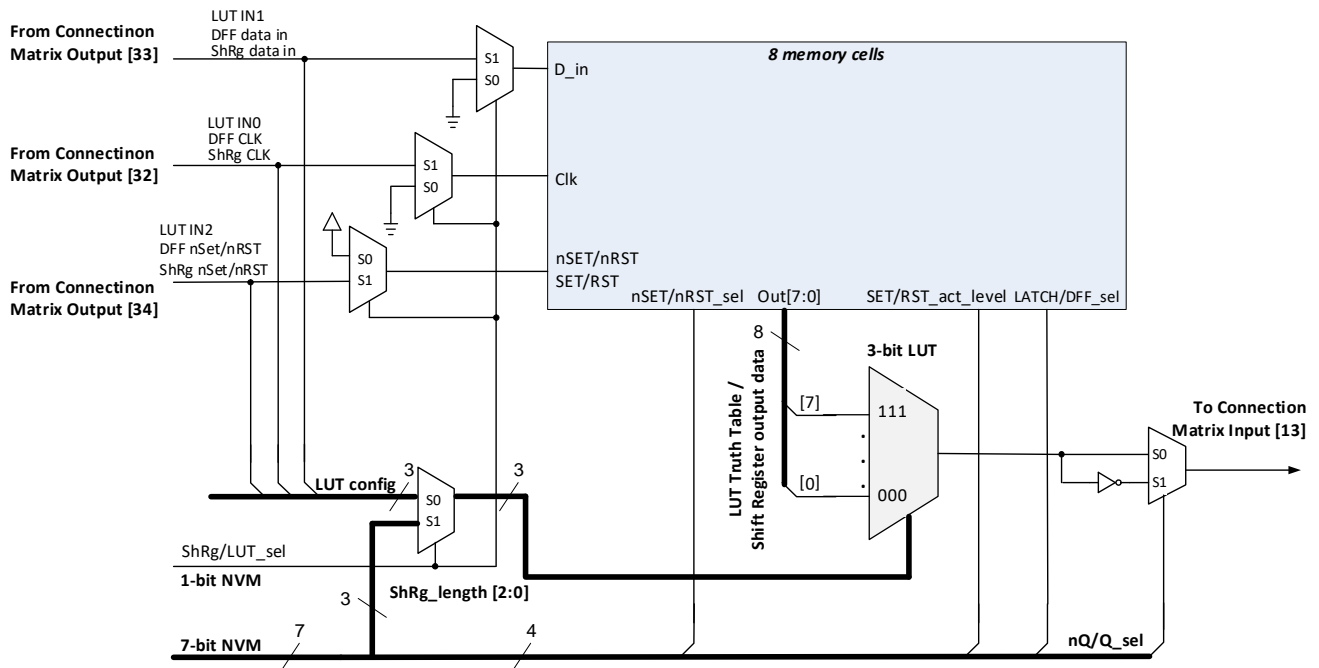 LUT IN1
DFF data in
ShRg data in
From Connectinon
Matrix Output [33]
S1
S0
8 memory cells
D_in
LUT IN0
DFF CLK
ShRg CLK
From Connectinon
Matrix Output [32]
S1
S0
Clk
LUT IN2
DFF nSet/nRST
ShRg nSet/nRST
From Connectinon
Matrix Output [34]
S0
S1
nSET/nRST
SET/RST
nSET/nRST_sel
Out[7:0]
SET/RST_act_level
LATCH/DFF_sel
8
3-bit LUT
LUT Truth Table /
Shift Register output data
[7]
111
[0]
000
To Connection
Matrix Input [13]
S0
S1
LUT config
3
S0
S1
3
ShRg/LUT_sel
1-bit NVM
ShRg_length [2:0]
3
7-bit NVM
7
4
nQ/Q_sel